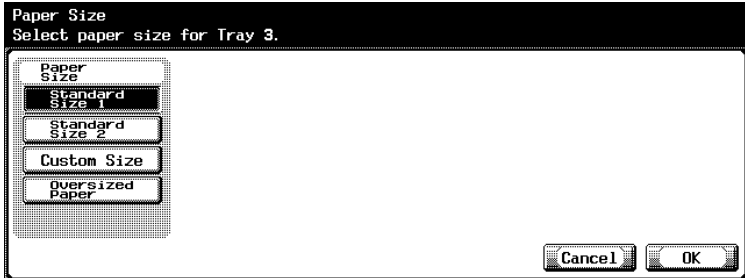 Paper Size
Select paper size for Tray 3.
Paper
Size
Standard
Size 1
Standard
Size 2
Custom Size
Oversized
Paper
Cancel
OK